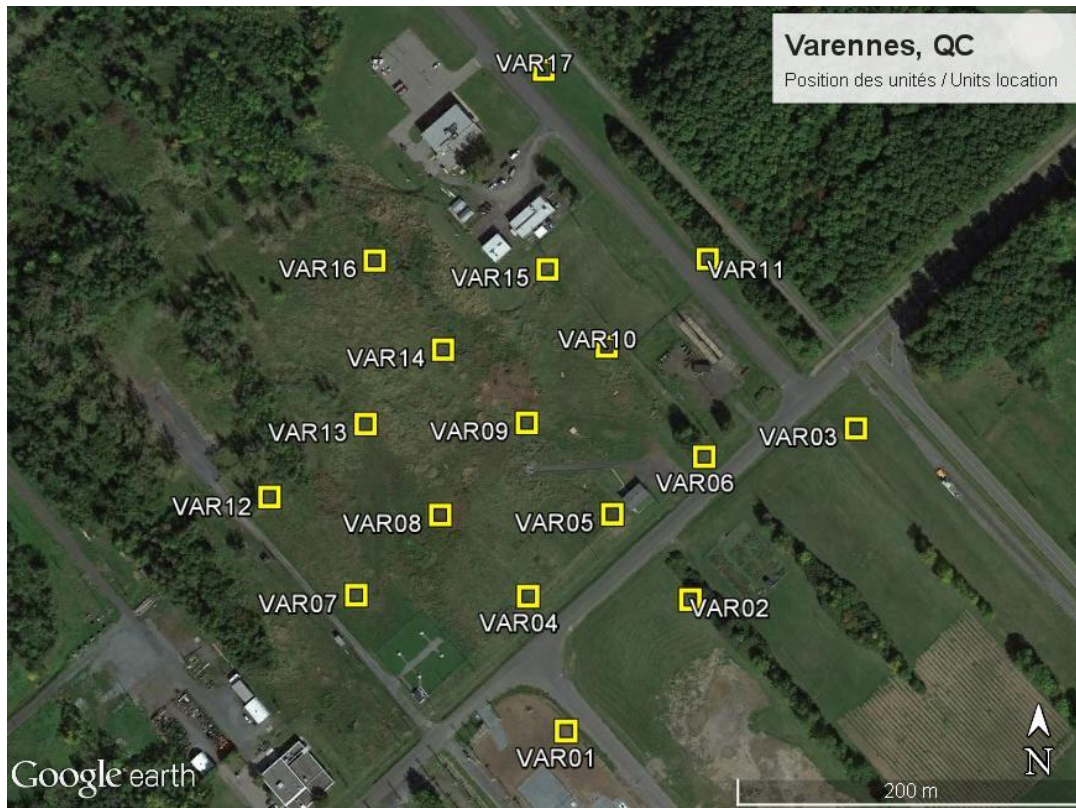 Varennes, QC
Position des unités / Units location
VAR17
VAR16
VAR15
VAR11
VAR14
VAR10
VAR13
VAR09
VAR03
VAR06
VAR12
VAR08
VAR05
VAR07
VAR04
VAR02
VAR01
N
Google earth
200 m